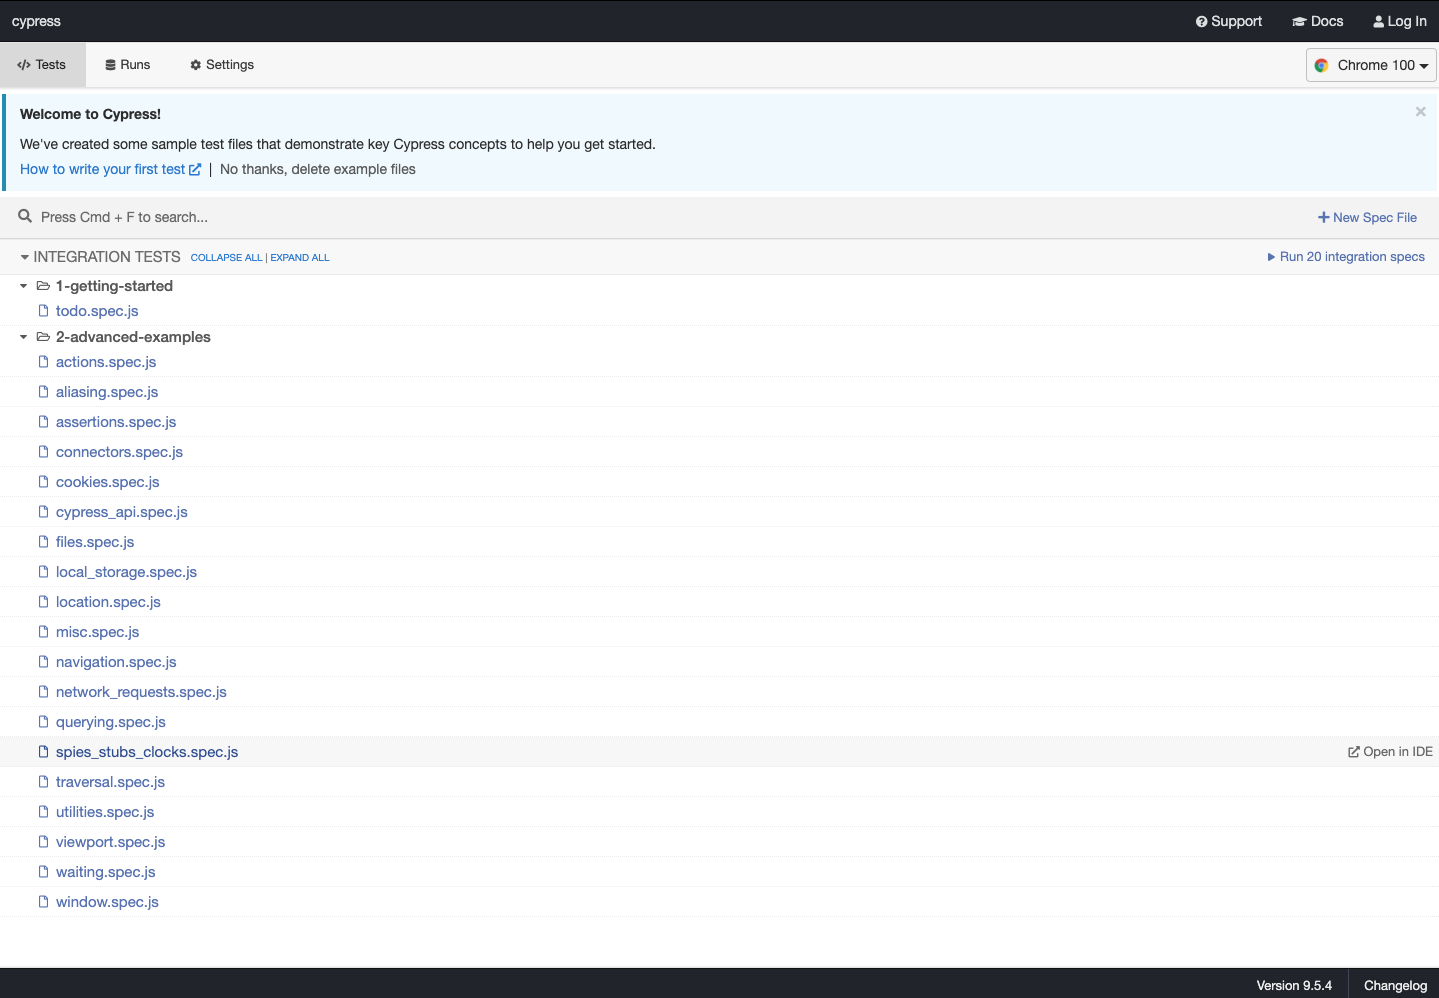 cypress Support Docs Log In
Tests Runs Settings Chrome 100
Welcome to Cypress!
We've created some sample test files that demonstrate key Cypress concepts to help you get started.
How to write your first test | No thanks, delete example files
Press Cmd + F to search... New Spec File
INTEGRATION TESTS COLLAPSE ALL | EXPAND ALL Run 20 integration specs
1-getting-started
todo.spec.js
2-advanced-examples
actions.spec.js
aliasing.spec.js
assertions.spec.js
connectors.spec.js
cookies.spec.js
cypress_api.spec.js
files.spec.js
local_storage.spec.js
location.spec.js
misc.spec.js
navigation.spec.js
network_requests.spec.js
querying.spec.js
spies_stubs_clocks.spec.js Open in IDE
traversal.spec.js
utilities.spec.js
viewport.spec.js
waiting.spec.js
window.spec.js
Version 9.5.4 Changelog